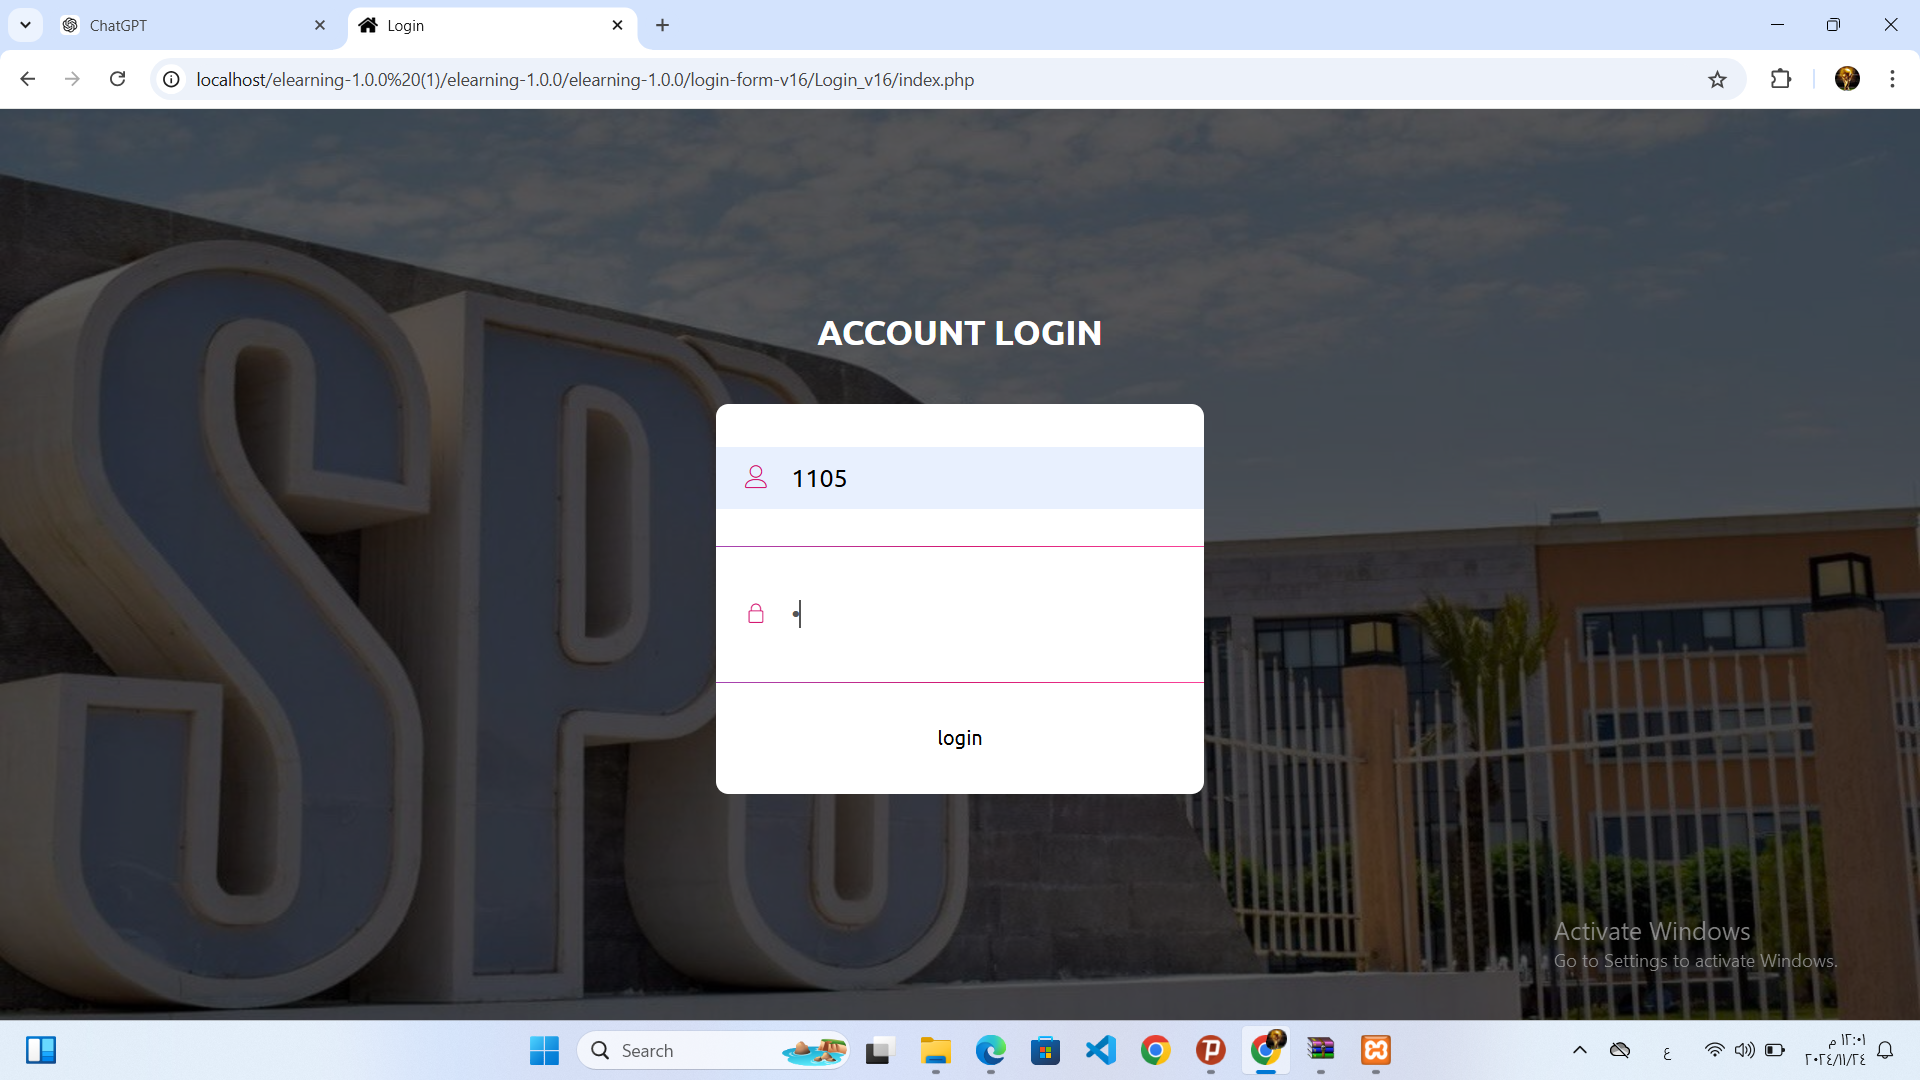 ChatGPT
Login
localhost/elearning-1.0.0%20(1)/elearning-1.0.0/elearning-1.0.0/login-form-v16/Login_v16/index.php
SPU
ACCOUNT LOGIN
1105
•
login
Activate Windows
Go to Settings to activate Windows.
Search
ع
١٢:٠١ م
٢٠٢٤/١١/٢٤